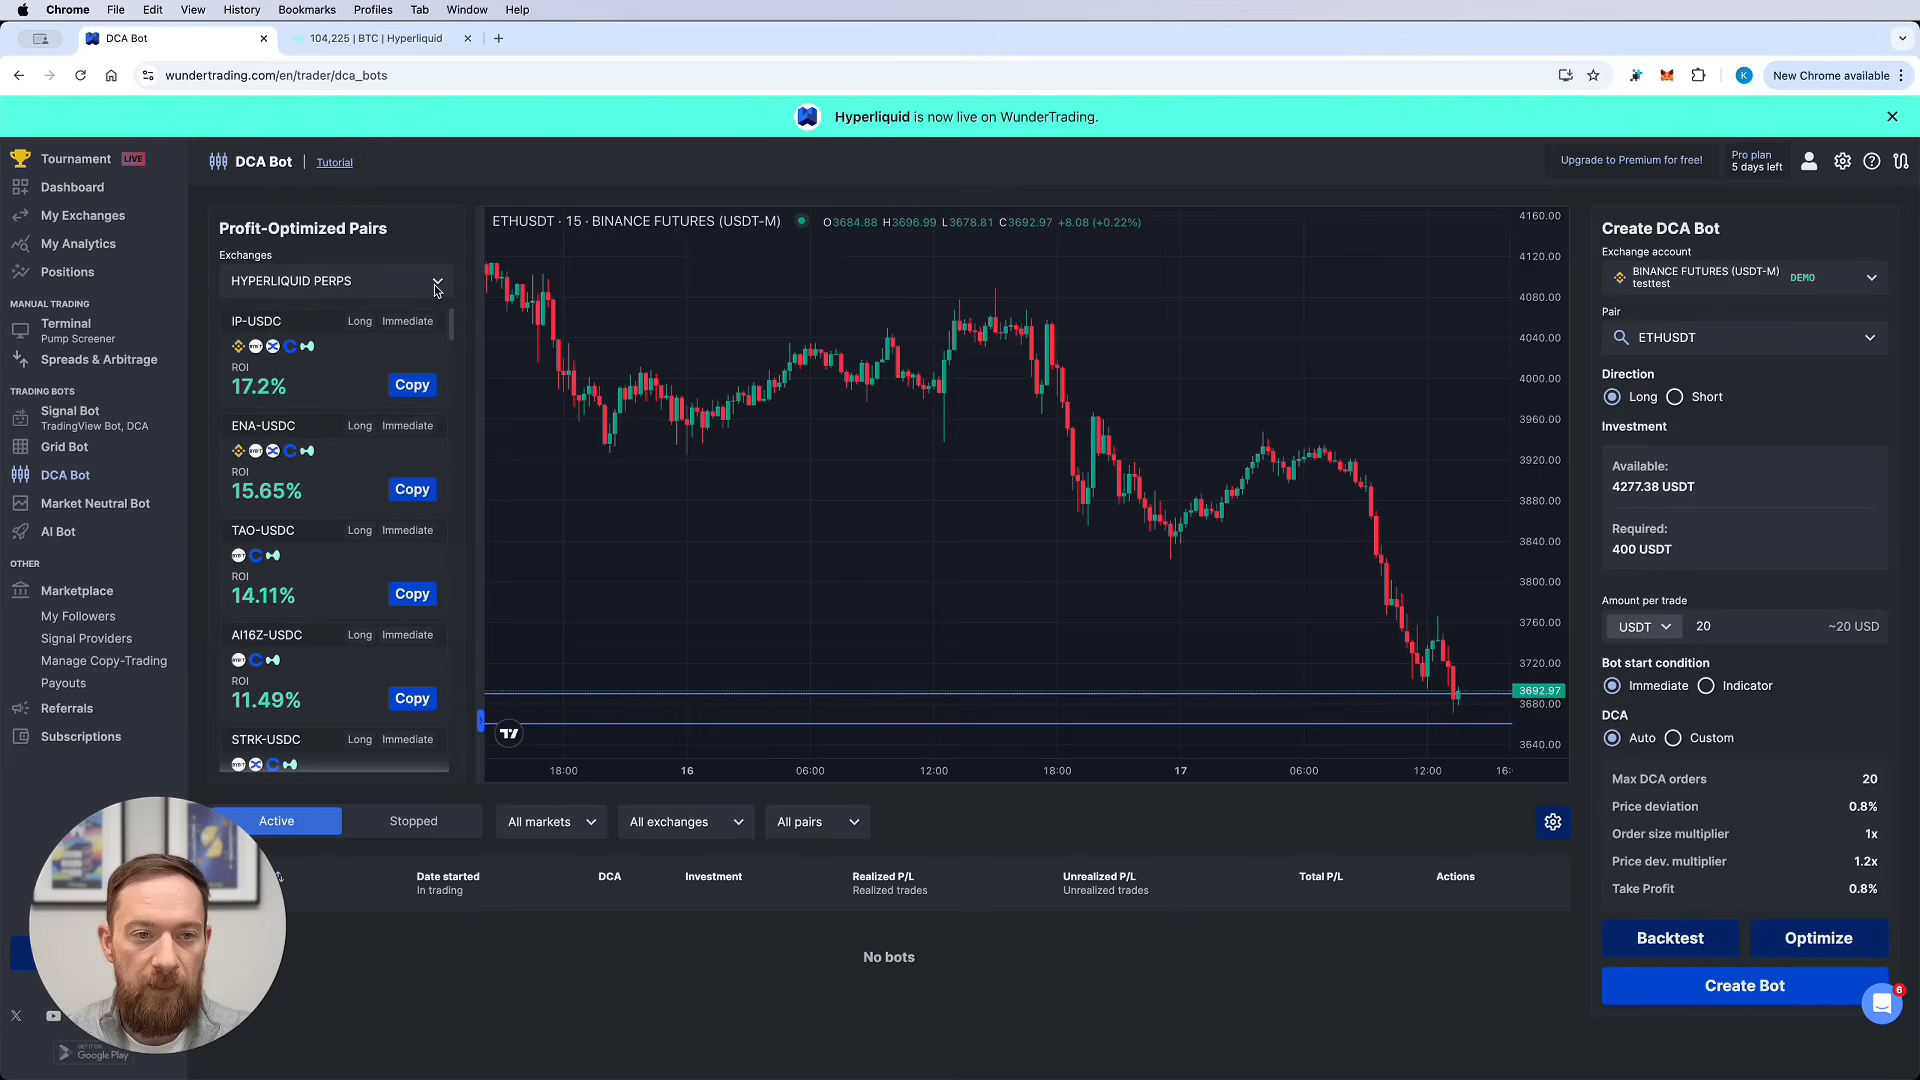 Chrome File Edit View History Bookmarks Profiles Tab Window Help
DCA Bot
104,225 | BTC | Hyperliquid
wundertrading.com/en/trader/dca_bots
K
New Chrome available
Hyperliquid is now live on WunderTrading.
Tournament LIVE
Dashboard
My Exchanges
My Analytics
Positions
MANUAL TRADING
Terminal
Pump Screener
Spreads & Arbitrage
TRADING BOTS
Signal Bot
TradingView Bot, DCA
Grid Bot
DCA Bot
Market Neutral Bot
AI Bot
OTHER
Marketplace
My Followers
Signal Providers
Manage Copy-Trading
Payouts
Referrals
Subscriptions
GET IT ON
Google Play
DCA Bot | Tutorial
Upgrade to Premium for free!
Pro plan
5 days left
Profit-Optimized Pairs
Exchanges
HYPERLIQUID PERPS
IP-USDC Long Immediate
ROI
17.2% Copy
ENA-USDC Long Immediate
ROI
15.65% Copy
TAO-USDC Long Immediate
ROI
14.11% Copy
AI16Z-USDC Long Immediate
ROI
11.49% Copy
STRK-USDC Long Immediate
ETHUSDT · 15 · BINANCE FUTURES (USDT-M) O3684.88 H3696.99 L3678.81 C3692.97 +8.08 (+0.22%)
4160.00
4120.00
4080.00
4040.00
4000.00
3960.00
3920.00
3880.00
3840.00
3800.00
3760.00
3720.00
3692.97
3680.00
3640.00
18:00 16 06:00 12:00 18:00 17 06:00 12:00 16:
Active Stopped All markets All exchanges All pairs
Date started
In trading
DCA
Investment
Realized P/L
Realized trades
Unrealized P/L
Unrealized trades
Total P/L
Actions
No bots
Create DCA Bot
Exchange account
BINANCE FUTURES (USDT-M) DEMO
testtest
Pair
ETHUSDT
Direction
Long Short
Investment
Available:
4277.38 USDT
Required:
400 USDT
Amount per trade
USDT 20 ~20 USD
Bot start condition
Immediate Indicator
DCA
Auto Custom
Max DCA orders 20
Price deviation 0.8%
Order size multiplier 1x
Price dev. multiplier 1.2x
Take Profit 0.8%
Backtest Optimize
Create Bot
6